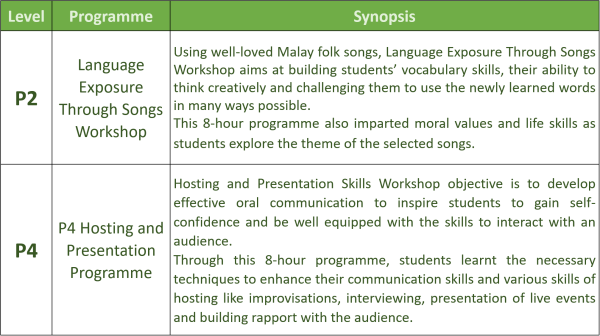 Level Programme Synopsis
P2
Language
Exposure
Through Songs
Workshop
Using well-loved Malay folk songs, Language Exposure Through Songs
Workshop aims at building students’ vocabulary skills, their ability to
think creatively and challenging them to use the newly learned words
in many ways possible.
This 8-hour programme also imparted moral values and life skills as
students explore the theme of the selected songs.
P4
P4 Hosting and
Presentation
Programme
Hosting and Presentation Skills Workshop objective is to develop
effective oral communication to inspire students to gain self-
confidence and be well equipped with the skills to interact with an
audience.
Through this 8-hour programme, students learnt the necessary
techniques to enhance their communication skills and various skills of
hosting like improvisations, interviewing, presentation of live events
and building rapport with the audience.